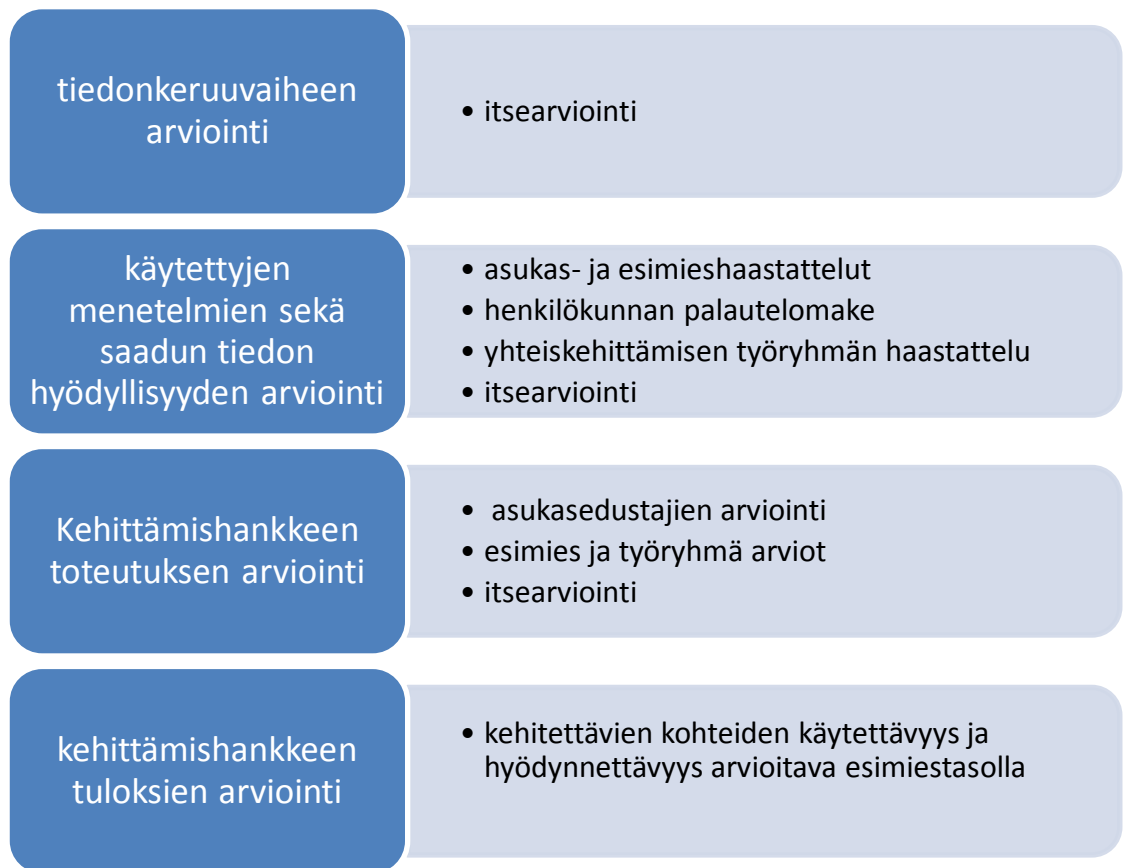 tiedonkeruuvaiheen
arviointi
• itsearviointi
käytettyjen
menetelmien sekä
saadun tiedon
hyödyllisyyden arviointi
• asukas- ja esimieshaastattelut
• henkilökunnan palautelomake
• yhteiskehittämisen työryhmän haastattelu
• itsearviointi
Kehittämishankkeen
toteutuksen arviointi
• asukasedustajien arviointi
• esimies ja työryhmä arviot
• itsearviointi
kehittämishankkeen
tuloksien arviointi
• kehitettävien kohteiden käytettävyys ja
hyödynnettävyys arvioitava esimiestasolla